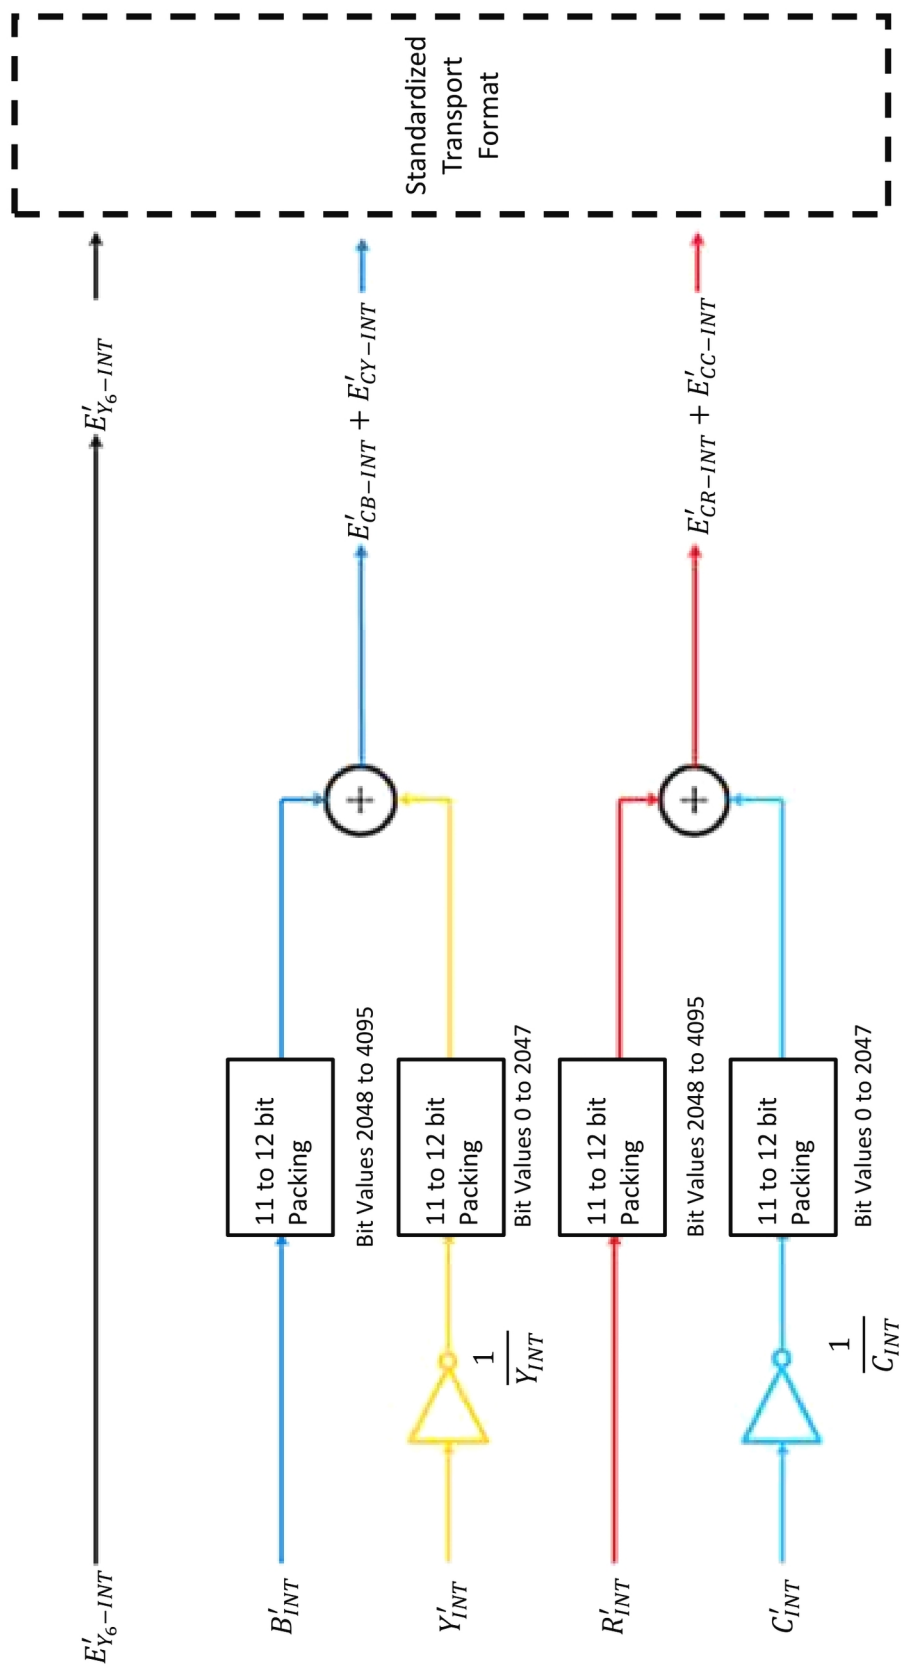 E'Y6−INT
E'Y6−INT
B'INT
11 to 12 bit
Packing
Bit Values 2048 to 4095
E'CB−INT + E'CY−INT
+
Y'INT
1
YINT
11 to 12 bit
Packing
Bit Values 0 to 2047
R'INT
11 to 12 bit
Packing
Bit Values 2048 to 4095
+
E'CR−INT + E'CC−INT
C'INT
1
CINT
11 to 12 bit
Packing
Bit Values 0 to 2047
Standardized
Transport
Format